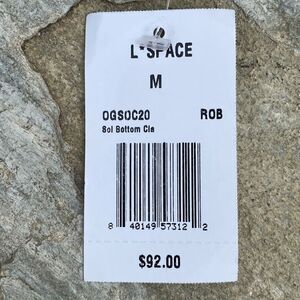 L*SPACE
M
OGSOC20 ROB
Sol Bottom Cla
8 40149 57312 2
$92.00